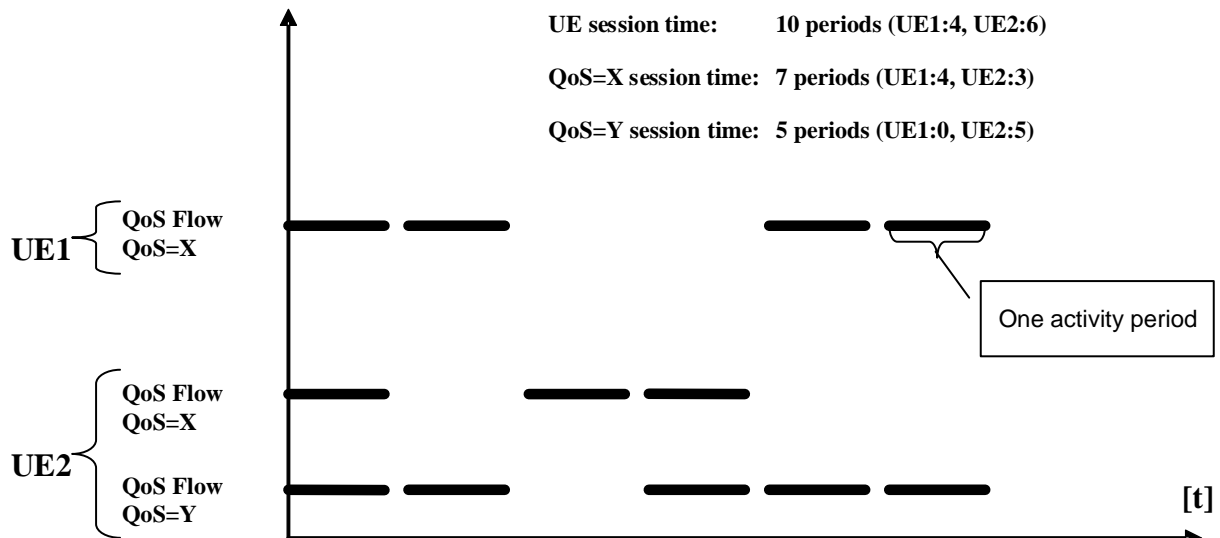 UE session time: 10 periods (UE1:4, UE2:6)
QoS=X session time: 7 periods (UE1:4, UE2:3)
QoS=Y session time: 5 periods (UE1:0, UE2:5)
UE1
QoS Flow
QoS=X
One activity period
UE2
QoS Flow
QoS=X
QoS Flow
QoS=Y
[t]